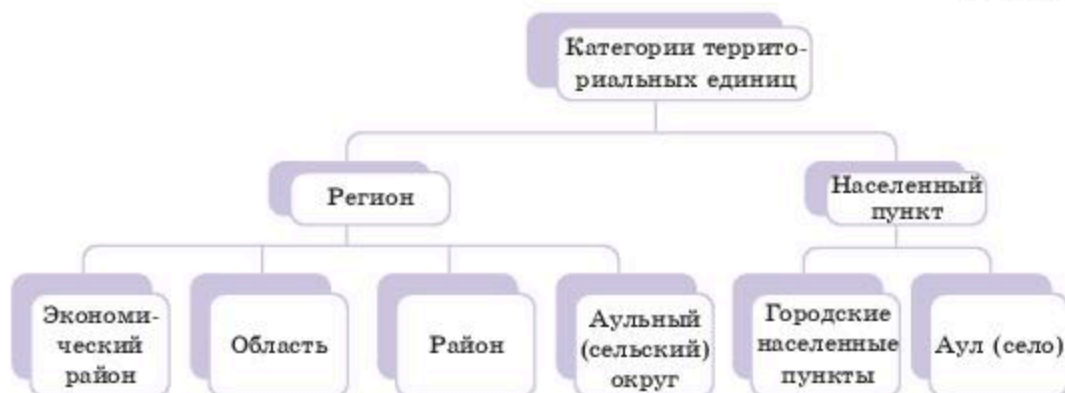 Категории террито-
риальных единиц
Регион
Населенный
пункт
Экономи-
ческий
район
Область
Район
Аульный
(сельский)
округ
Городские
населенные
пункты
Аул (село)